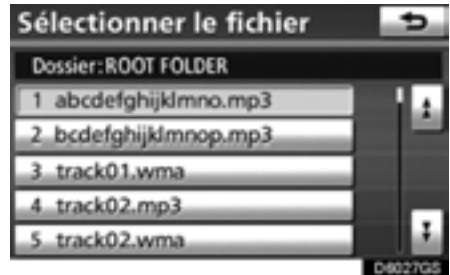 Sélectionner le fichier
Dossier:ROOT FOLDER
1 abcdefghijklmno.mp3
2 bcdefghijklmnop.mp3
3 track01.wma
4 track02.mp3
5 track02.wma
D6027GS